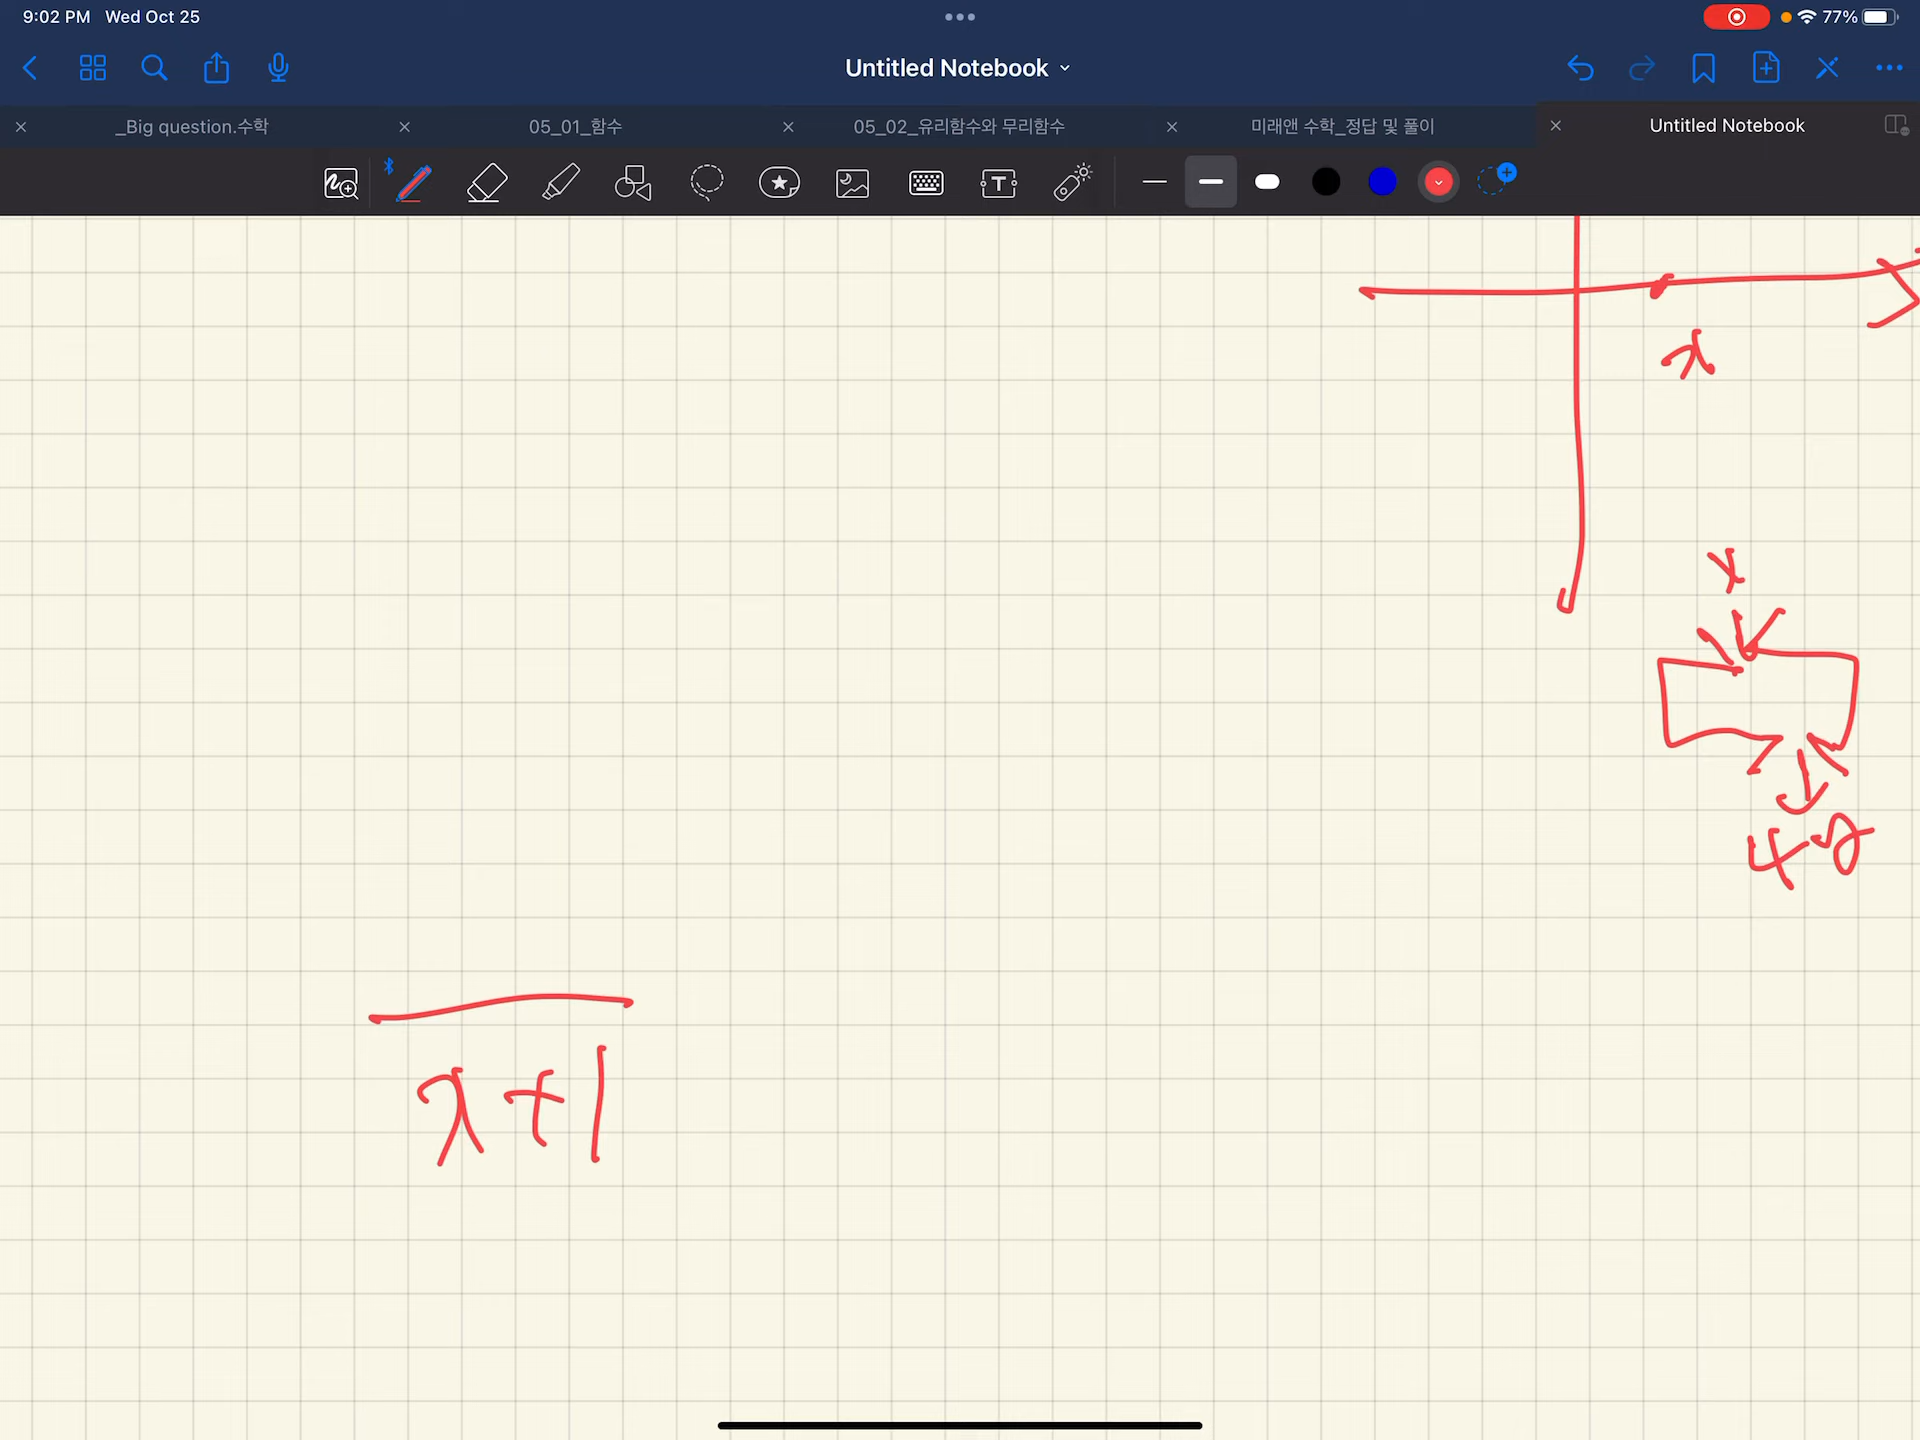 9:02 PM Wed Oct 25
77%
Untitled Notebook
_Big question.수학
05_01_함수
05_02_유리함수와 무리함수
미래앤 수학_정답 및 풀이
Untitled Notebook
T
x
x
x+1